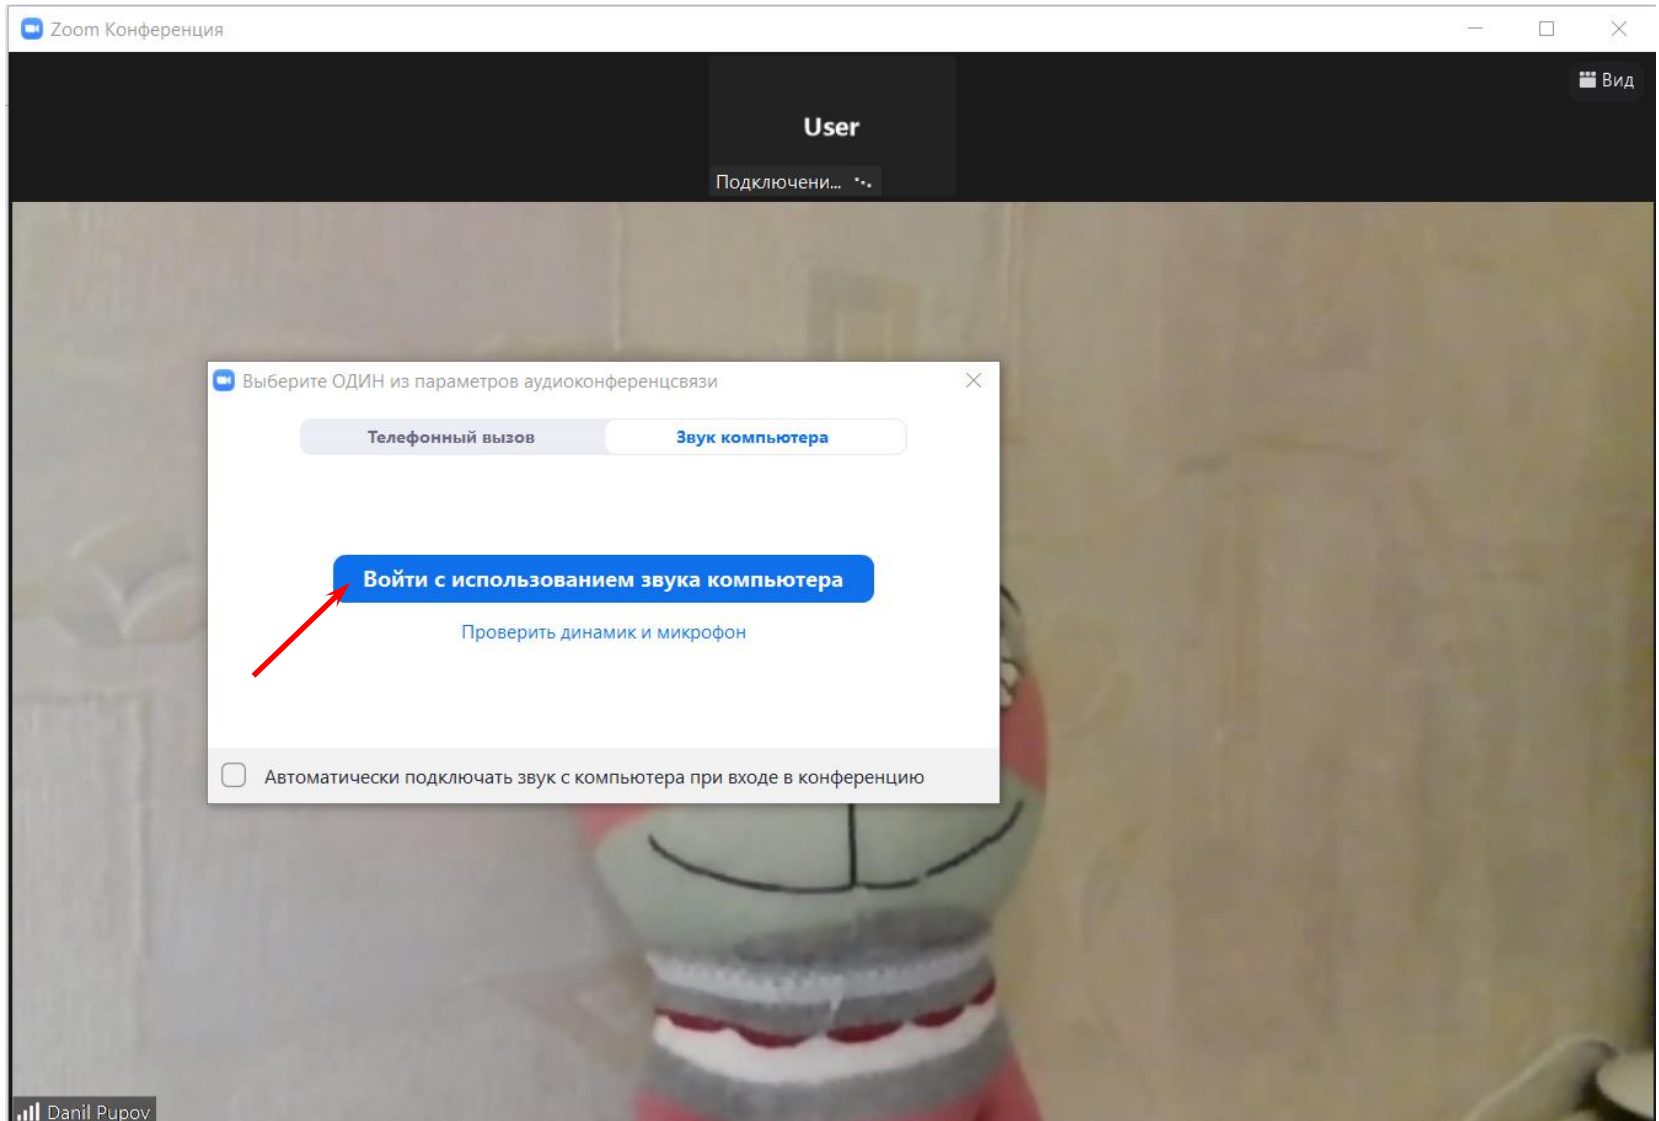 Zoom Конференция
Вид
User
Подключени...
Выберите ОДИН из параметров аудиоконференцсвязи
Телефонный вызов
Звук компьютера
Войти с использованием звука компьютера
Проверить динамик и микрофон
Автоматически подключать звук с компьютера при входе в конференцию
Danil Pupov